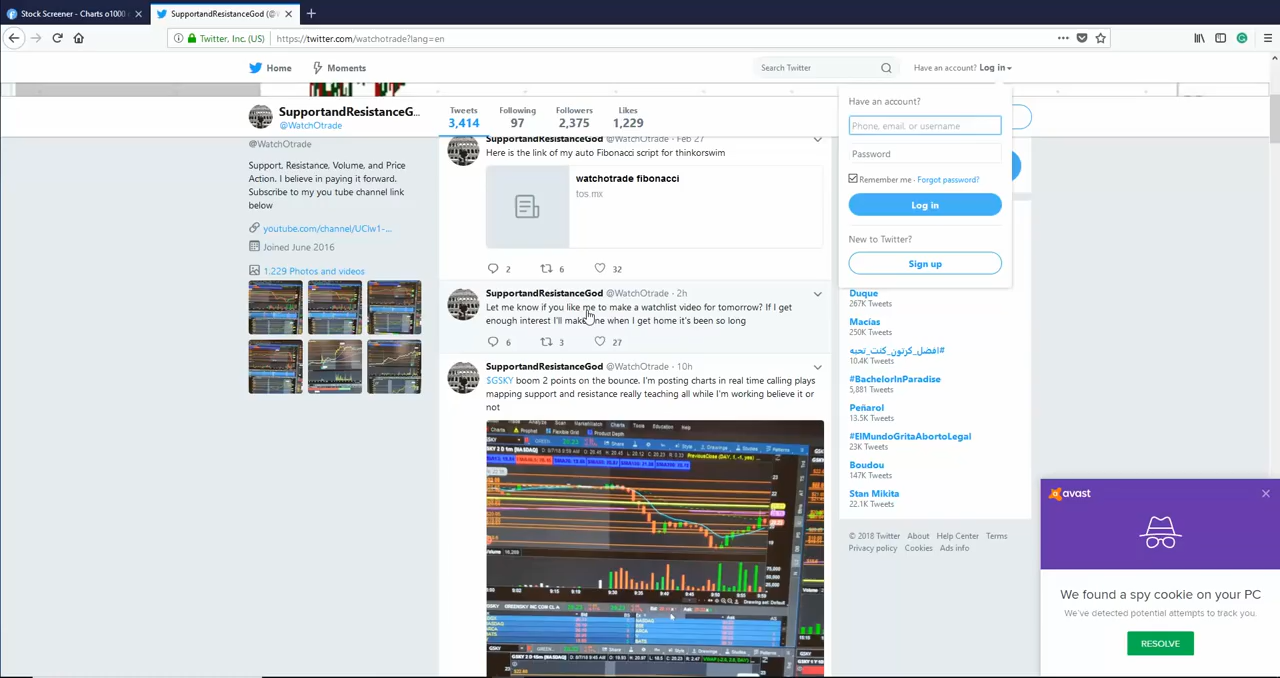 Stock Screener - Charts o1000
SupportandResistanceGod (@
Twitter, Inc. (US)
https://twitter.com/watchotrade?lang=en
Home
Moments
Search Twitter
Have an account? Log in
SupportandResistanceG...
@WatchOtrade
Tweets
3,414
Following
97
Followers
2,375
Likes
1,229
@WatchOtrade
Support, Resistance, Volume, and Price
Action. I believe in paying it forward.
Subscribe to my you tube channel link
below
youtube.com/channel/UCiw1-...
Joined June 2016
1,229 Photos and videos
SupportandResistanceGod @WatchOtrade · Feb 27
Here is the link of my auto Fibonacci script for thinkorswim
watchotrade fibonacci
tos.mx
2
6
32
SupportandResistanceGod @WatchOtrade · 2h
Let me know if you like me to make a watchlist video for tomorrow? If I get
enough interest I'll make one when I get home it's been so long
6
3
27
SupportandResistanceGod @WatchOtrade · 10h
$GSKY boom 2 points on the bounce. I'm posting charts in real time calling plays
mapping support and resistance really teaching all while I'm working believe it or
not
Have an account?
Phone, email, or username
Password
Remember me · Forgot password?
Log in
New to Twitter?
Sign up
Duque
267K Tweets
Macias
250K Tweets
#افضل_كرتون_كنت_تحبه
10.4K Tweets
#BachelorInParadise
5,881 Tweets
Peñarol
13.5K Tweets
#ElMundoGritaAbortoLegal
23K Tweets
Boudou
147K Tweets
Stan Mikita
22.1K Tweets
© 2018 Twitter About Help Center Terms
Privacy policy Cookies Ads info
avast
We found a spy cookie on your PC
We've detected potential attempts to track you.
RESOLVE